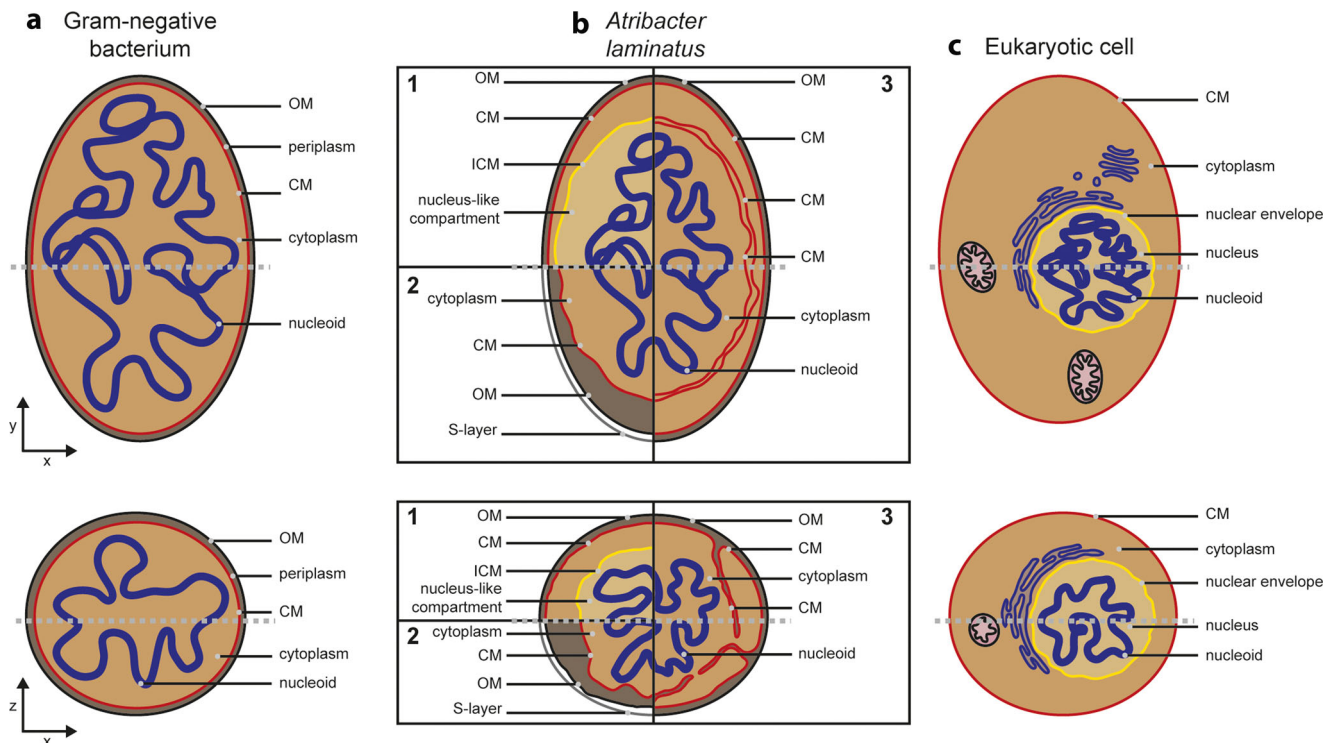 a Gram-negative
bacterium
OM
periplasm
CM
cytoplasm
nucleoid
y
x
b Atribacter
laminatus
1
OM
CM
ICM
nucleus-like
compartment
2
cytoplasm
CM
OM
S-layer
3
OM
CM
CM
CM
cytoplasm
nucleoid
c Eukaryotic cell
CM
cytoplasm
nuclear envelope
nucleus
nucleoid
OM
periplasm
CM
cytoplasm
nucleoid
z
x
1
OM
CM
ICM
nucleus-like
compartment
2
cytoplasm
CM
OM
S-layer
3
OM
CM
cytoplasm
CM
nucleoid
CM
cytoplasm
nuclear envelope
nucleus
nucleoid